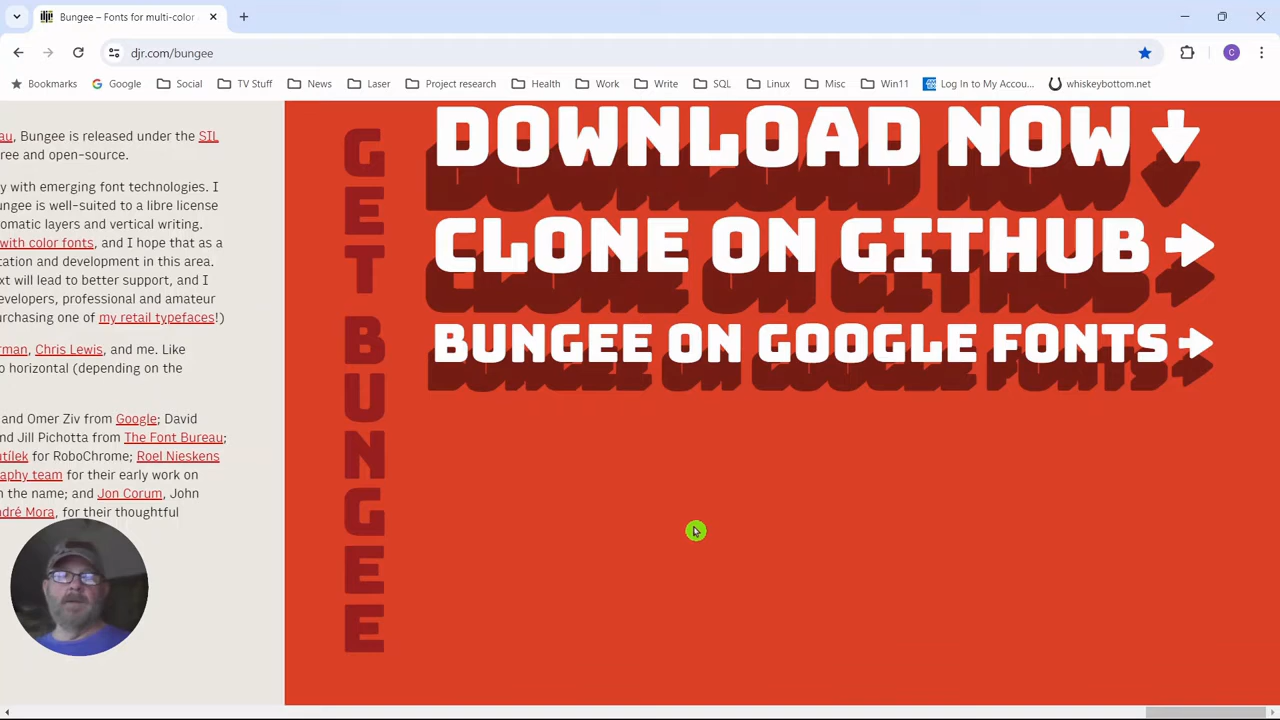 Bungee – Fonts for multi-color
djr.com/bungee
C
Bookmarks Google Social TV Stuff News Laser Project research Health Work Write SQL Linux Misc Win11 Log In to My Accou... whiskeybottom.net
au, Bungee is released under the SIL
ree and open-source.
y with emerging font technologies. I
ungee is well-suited to a libre license
omatic layers and vertical writing.
with color fonts, and I hope that as a
tation and development in this area.
xt will lead to better support, and I
evelopers, professional and amateur
urchasing one of my retail typefaces!)
rman, Chris Lewis, and me. Like
o horizontal (depending on the
and Omer Ziv from Google; David
nd Jill Pichotta from The Font Bureau;
utílek for RoboChrome; Roel Nieskens
raphy team for their early work on
n the name; and Jon Corum, John
ndré Mora, for their thoughtful
GET BUNGEE
DOWNLOAD NOW
CLONE ON GITHUB
BUNGEE ON GOOGLE FONTS